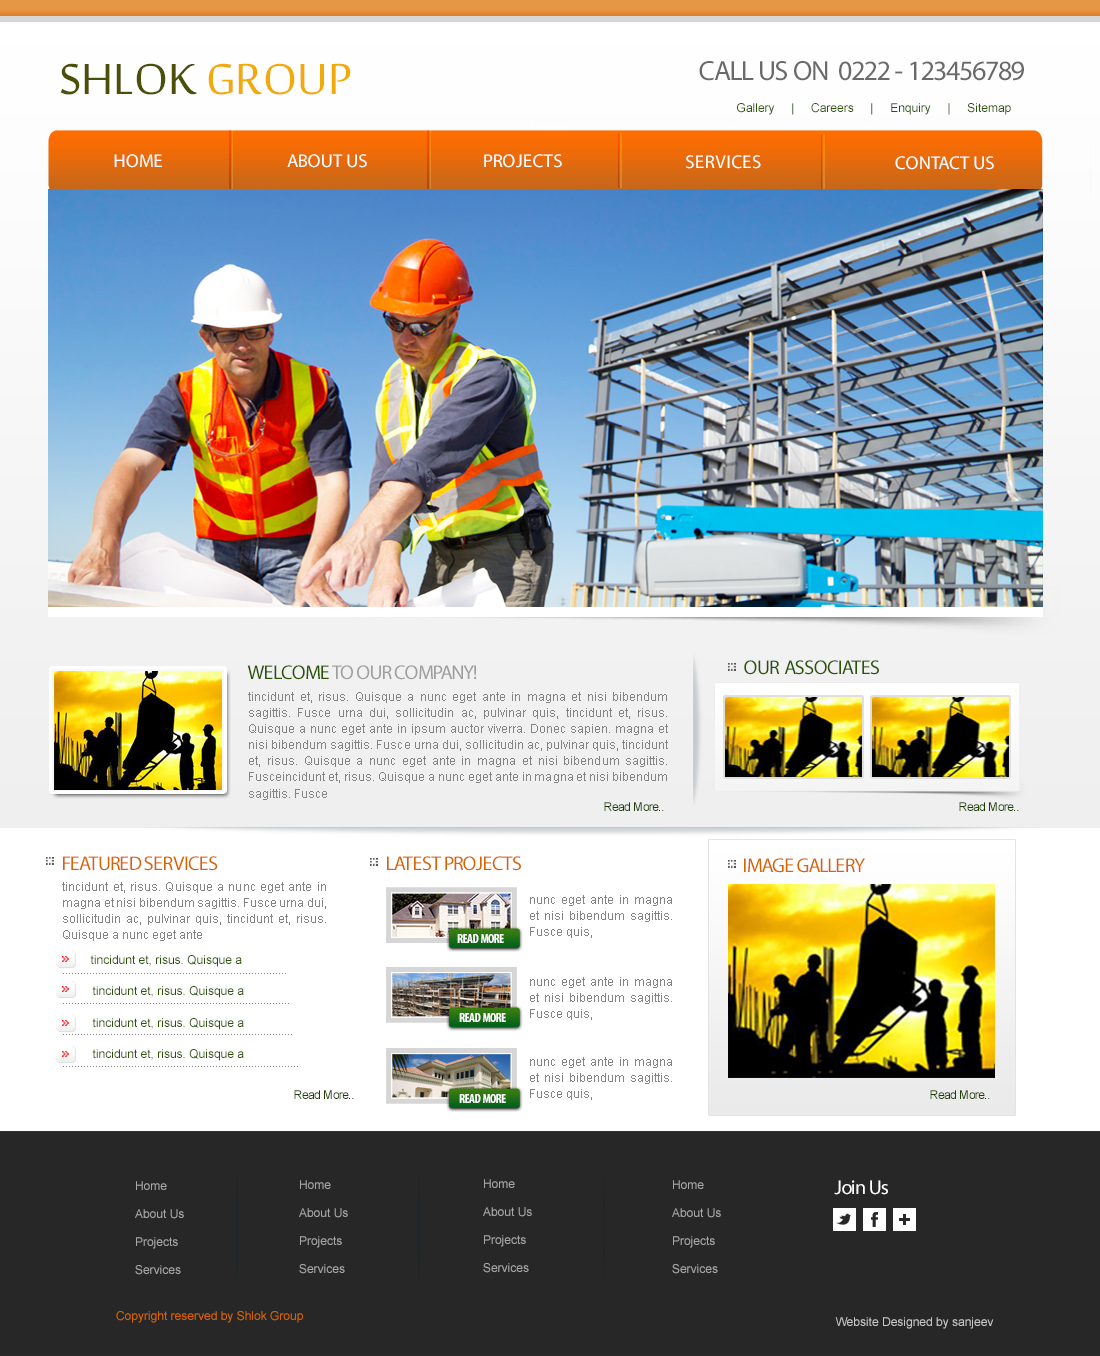 SHLOK GROUP
CALL US ON 0222 - 123456789
Gallery | Careers | Enquiry | Sitemap
HOME ABOUT US PROJECTS SERVICES CONTACT US
WELCOME TO OUR COMPANY!
tincidunt et, risus. Quisque a nunc eget ante in magna et nisi bibendum
sagittis. Fusce urna dui, sollicitudin ac, pulvinar quis, tincidunt et, risus.
Quisque a nunc eget ante in ipsum auctor viverra. Donec sapien. magna et
nisi bibendum sagittis. Fusce urna dui, sollicitudin ac, pulvinar quis, tincidunt
et, risus. Quisque a nunc eget ante in magna et nisi bibendum sagittis.
Fusceincidunt et, risus. Quisque a nunc eget ante in magna et nisi bibendum
sagittis. Fusce
Read More..
OUR ASSOCIATES
Read More..
FEATURED SERVICES
tincidunt et, risus. Quisque a nunc eget ante in
magna et nisi bibendum sagittis. Fusce urna dui,
sollicitudin ac, pulvinar quis, tincidunt et, risus.
Quisque a nunc eget ante
tincidunt et, risus. Quisque a
tincidunt et, risus. Quisque a
tincidunt et, risus. Quisque a
tincidunt et, risus. Quisque a
Read More..
LATEST PROJECTS
nunc eget ante in magna
et nisi bibendum sagittis.
Fusce quis,
READ MORE
nunc eget ante in magna
et nisi bibendum sagittis.
Fusce quis,
READ MORE
nunc eget ante in magna
et nisi bibendum sagittis.
Fusce quis,
READ MORE
IMAGE GALLERY
Read More..
Home
About Us
Projects
Services
Home
About Us
Projects
Services
Home
About Us
Projects
Services
Home
About Us
Projects
Services
Join Us
Copyright reserved by Shlok Group
Website Designed by sanjeev